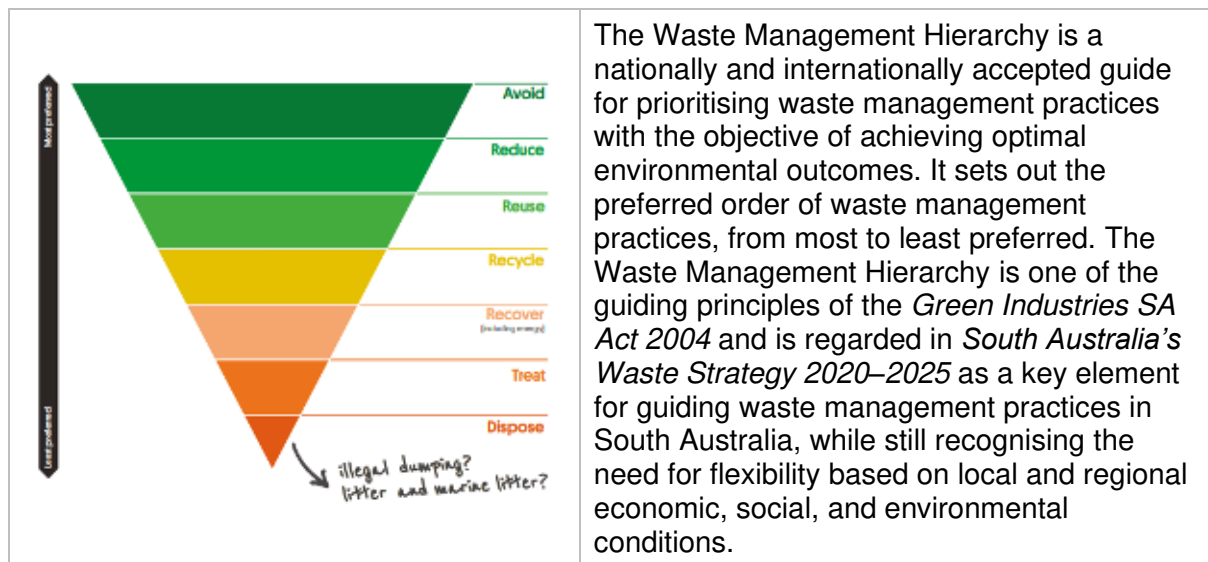 Most preferred
Avoid
Reduce
Reuse
Recycle
Recover
(including energy)
Treat
Dispose
Least preferred
illegal dumping?
litter and marine litter?
The Waste Management Hierarchy is a
nationally and internationally accepted guide
for prioritising waste management practices
with the objective of achieving optimal
environmental outcomes. It sets out the
preferred order of waste management
practices, from most to least preferred. The
Waste Management Hierarchy is one of the
guiding principles of the Green Industries SA
Act 2004 and is regarded in South Australia’s
Waste Strategy 2020–2025 as a key element
for guiding waste management practices in
South Australia, while still recognising the
need for flexibility based on local and regional
economic, social, and environmental
conditions.